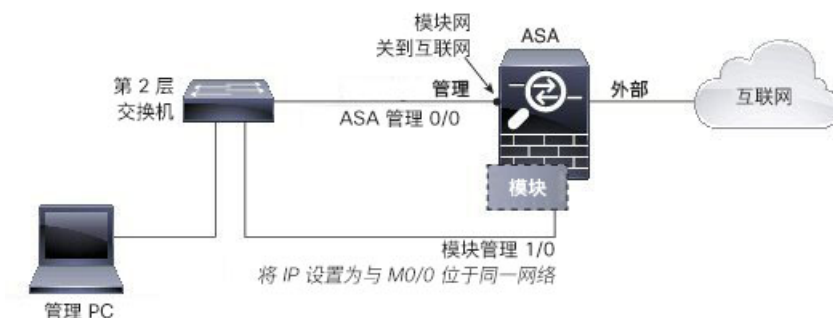 模块网
关到互联网
ASA
第 2 层
交换机
管理
外部
互联网
ASA 管理 0/0
模块
模块管理 1/0
将 IP 设置为与 M0/0 位于同一网络
管理 PC